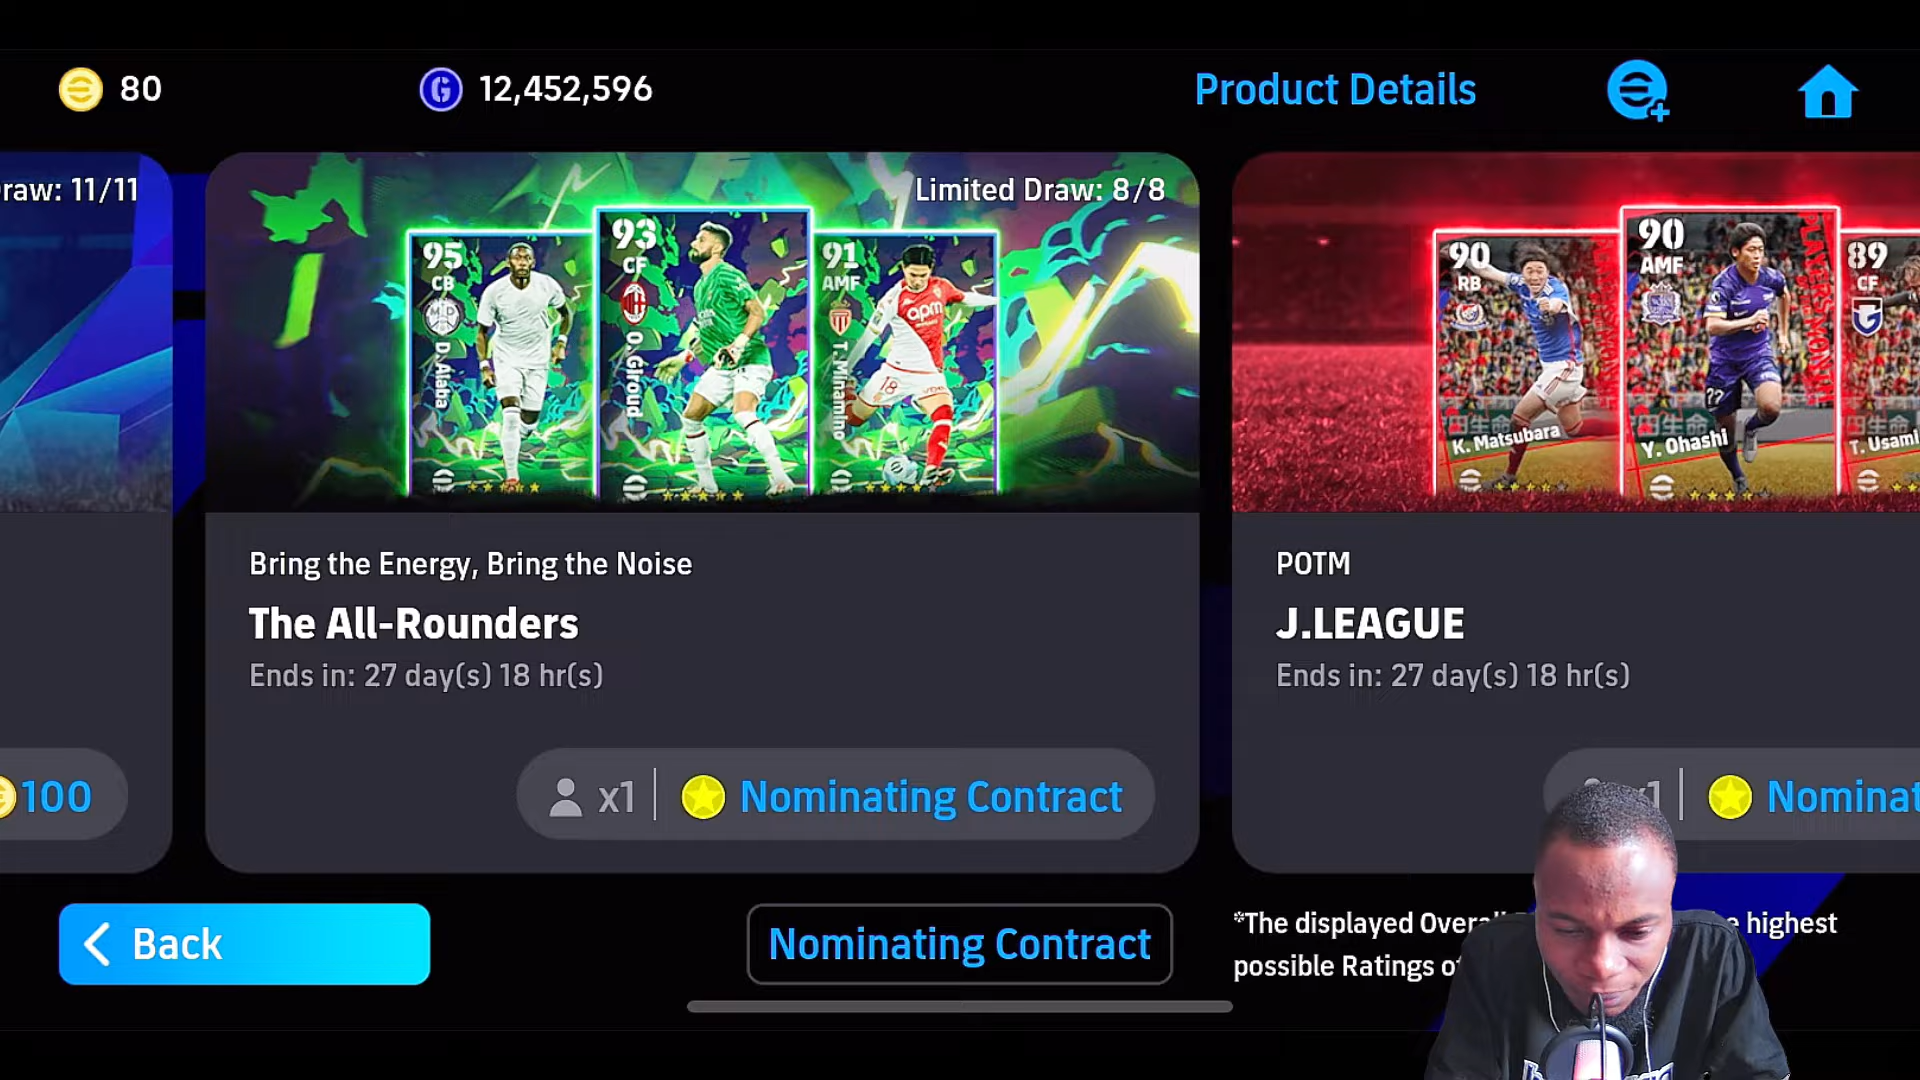 80
12,452,596
Product Details
raw: 11/11
Limited Draw: 8/8
95
CB
D.Alaba
93
CF
O.Giroud
91
AMF
T.Minamino
90
RB
K. Matsubara
90
AMF
Y. Ohashi
89
CF
T. Usami
Bring the Energy, Bring the Noise
The All-Rounders
Ends in: 27 day(s) 18 hr(s)
POTM
J.LEAGUE
Ends in: 27 day(s) 18 hr(s)
100
x1
Nominating Contract
x1
Nominat
Back
Nominating Contract
*The displayed highest
possible Ratings